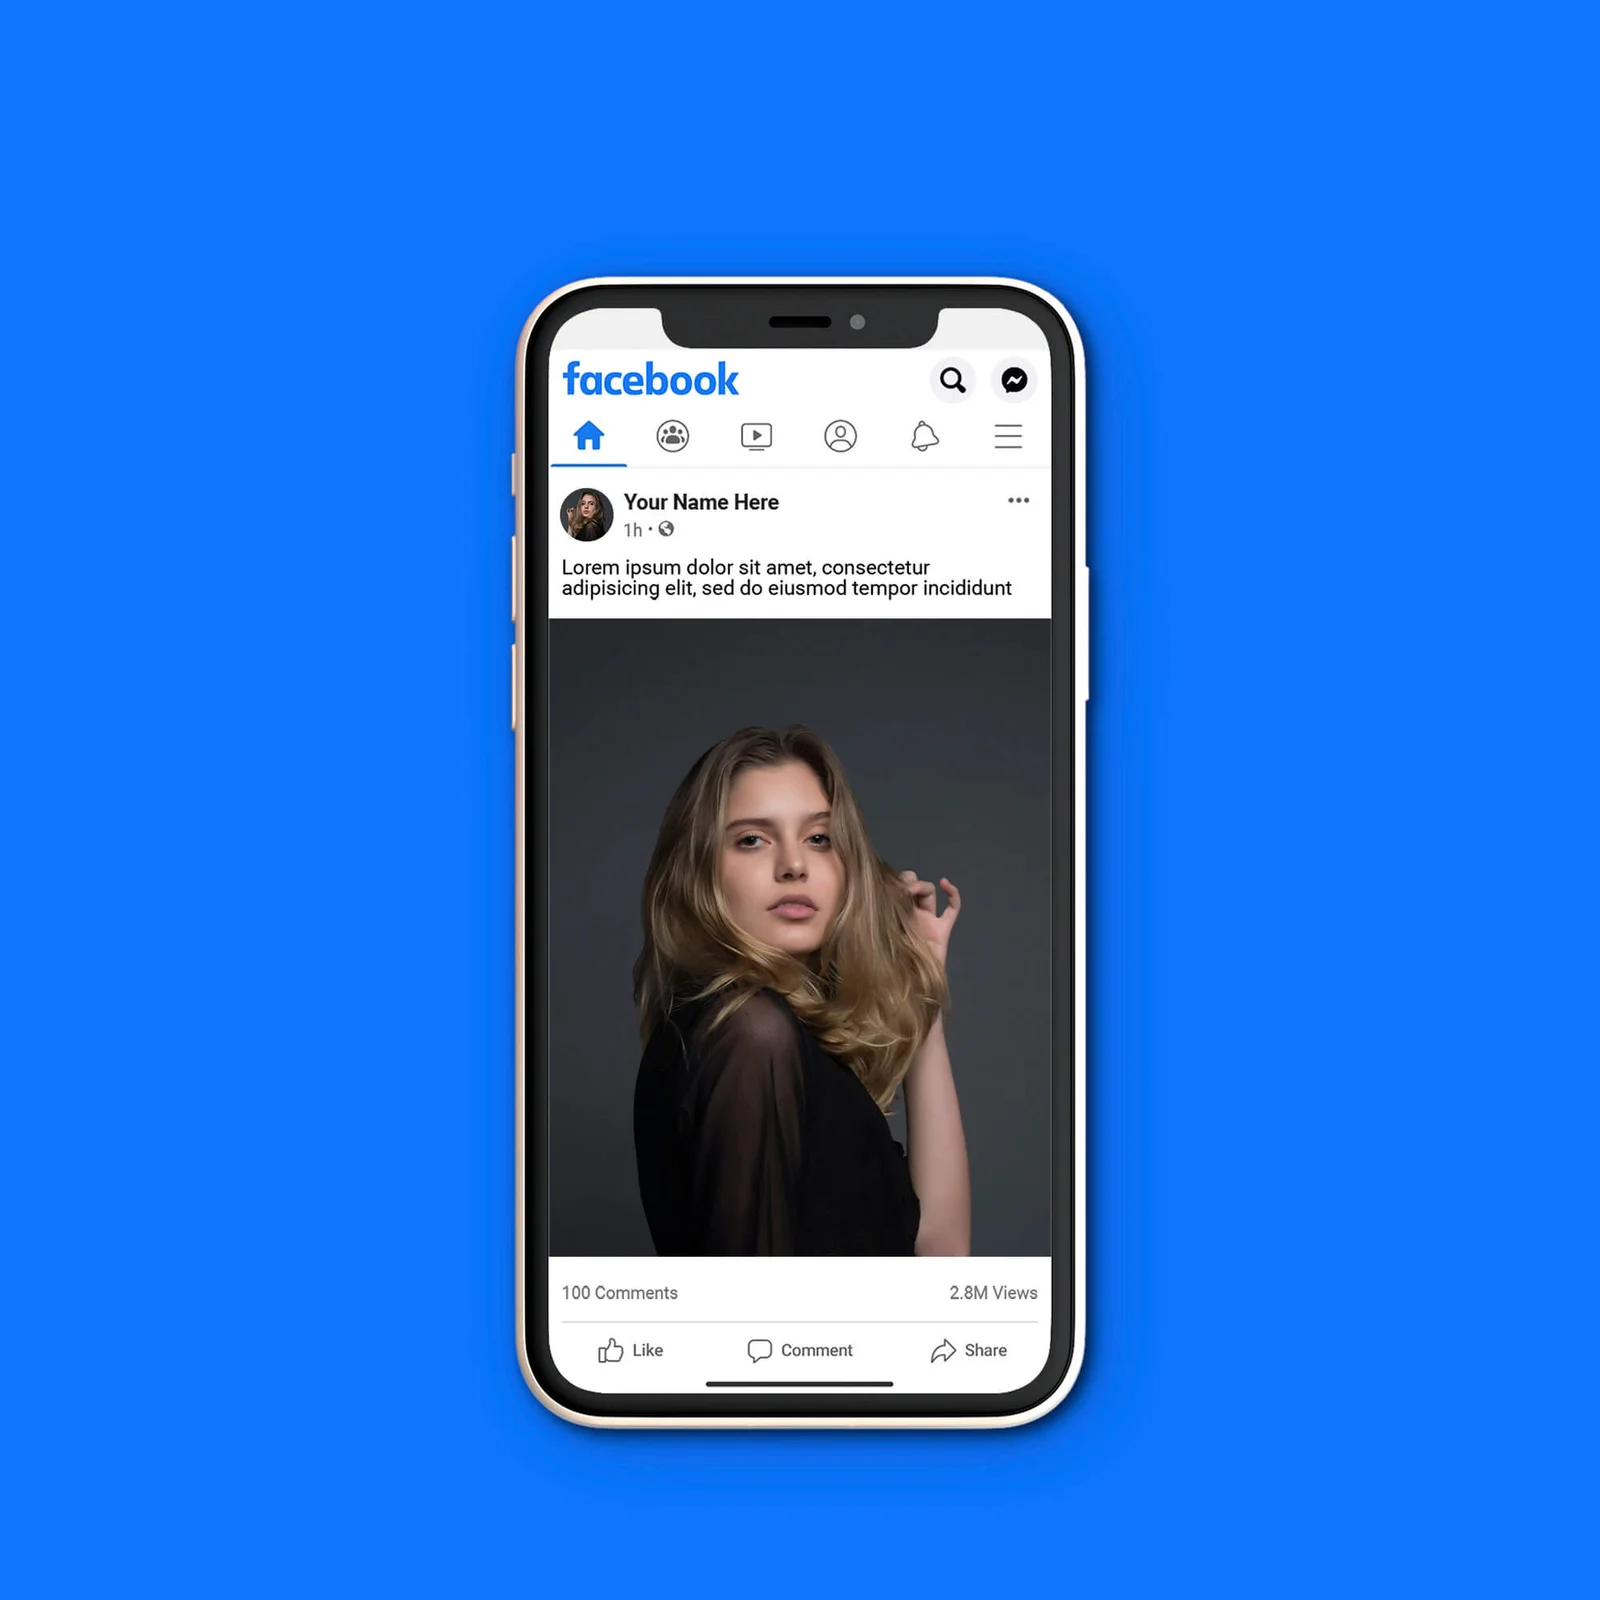 facebook
Your Name Here
1h •
Lorem ipsum dolor sit amet, consectetur
adipisicing elit, sed do eiusmod tempor incididunt
100 Comments
2.8M Views
Like
Comment
Share